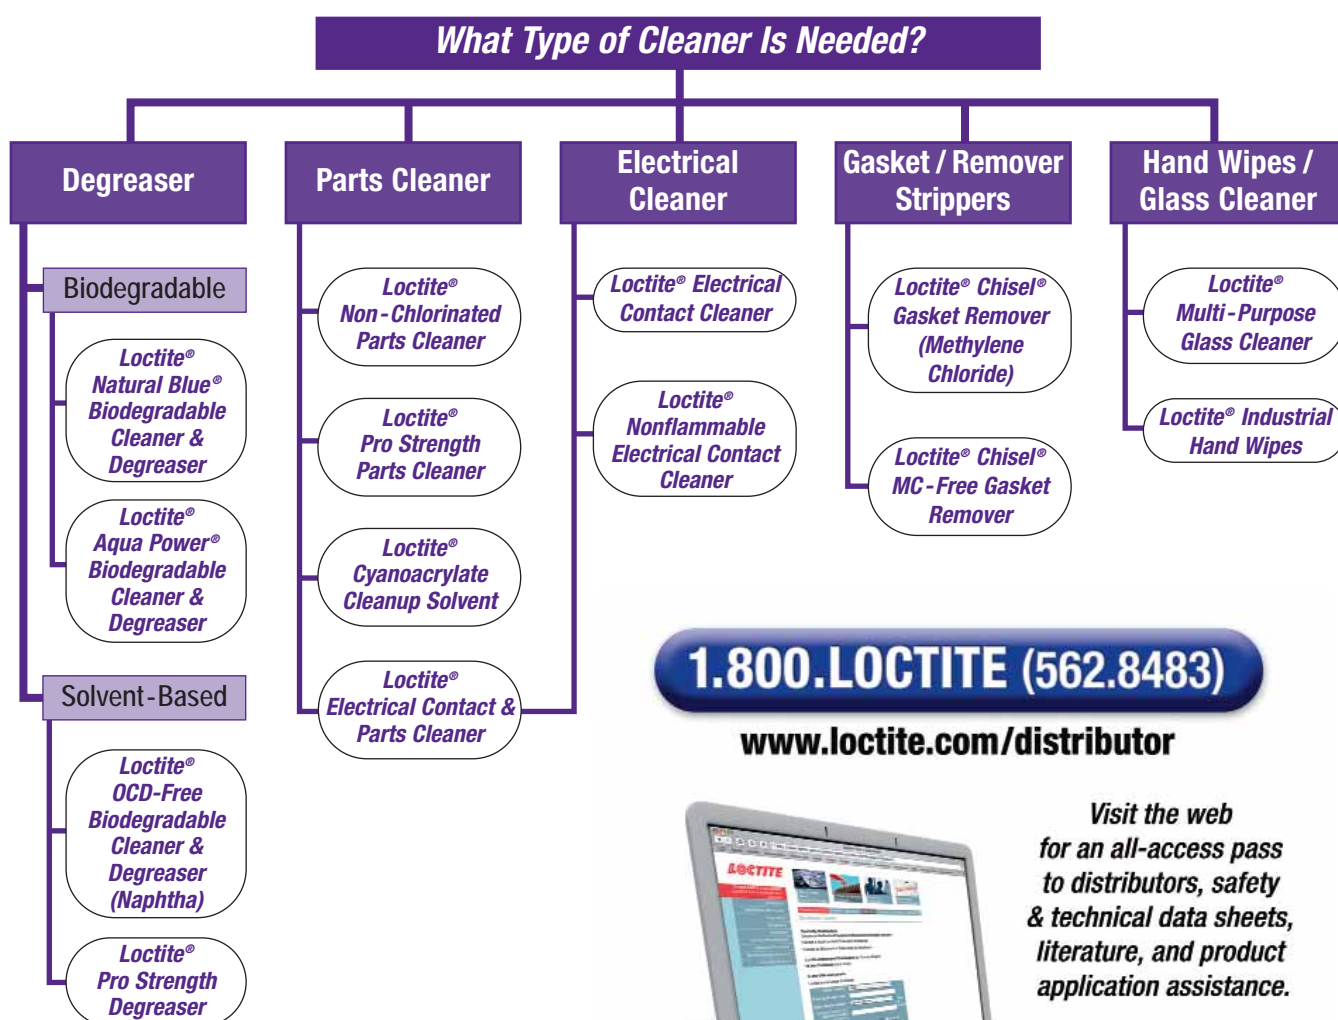 What Type of Cleaner Is Needed?
Degreaser
Biodegradable
Loctite®
Natural Blue®
Biodegradable
Cleaner &
Degreaser
Loctite®
Aqua Power®
Biodegradable
Cleaner &
Degreaser
Solvent-Based
Loctite®
OCD-Free
Biodegradable
Cleaner &
Degreaser
(Naphtha)
Loctite®
Pro Strength
Degreaser
Parts Cleaner
Loctite®
Non-Chlorinated
Parts Cleaner
Loctite®
Pro Strength
Parts Cleaner
Loctite®
Cyanoacrylate
Cleanup Solvent
Loctite®
Electrical Contact &
Parts Cleaner
Electrical
Cleaner
Loctite® Electrical
Contact Cleaner
Loctite®
Nonflammable
Electrical Contact
Cleaner
Gasket / Remover
Strippers
Loctite® Chisel®
Gasket Remover
(Methylene
Chloride)
Loctite® Chisel®
MC-Free Gasket
Remover
Hand Wipes /
Glass Cleaner
Loctite®
Multi-Purpose
Glass Cleaner
Loctite® Industrial
Hand Wipes
1.800.LOCTITE (562.8483)
www.loctite.com/distributor
LOCTITE
Visit the web
for an all-access pass
to distributors, safety
& technical data sheets,
literature, and product
application assistance.